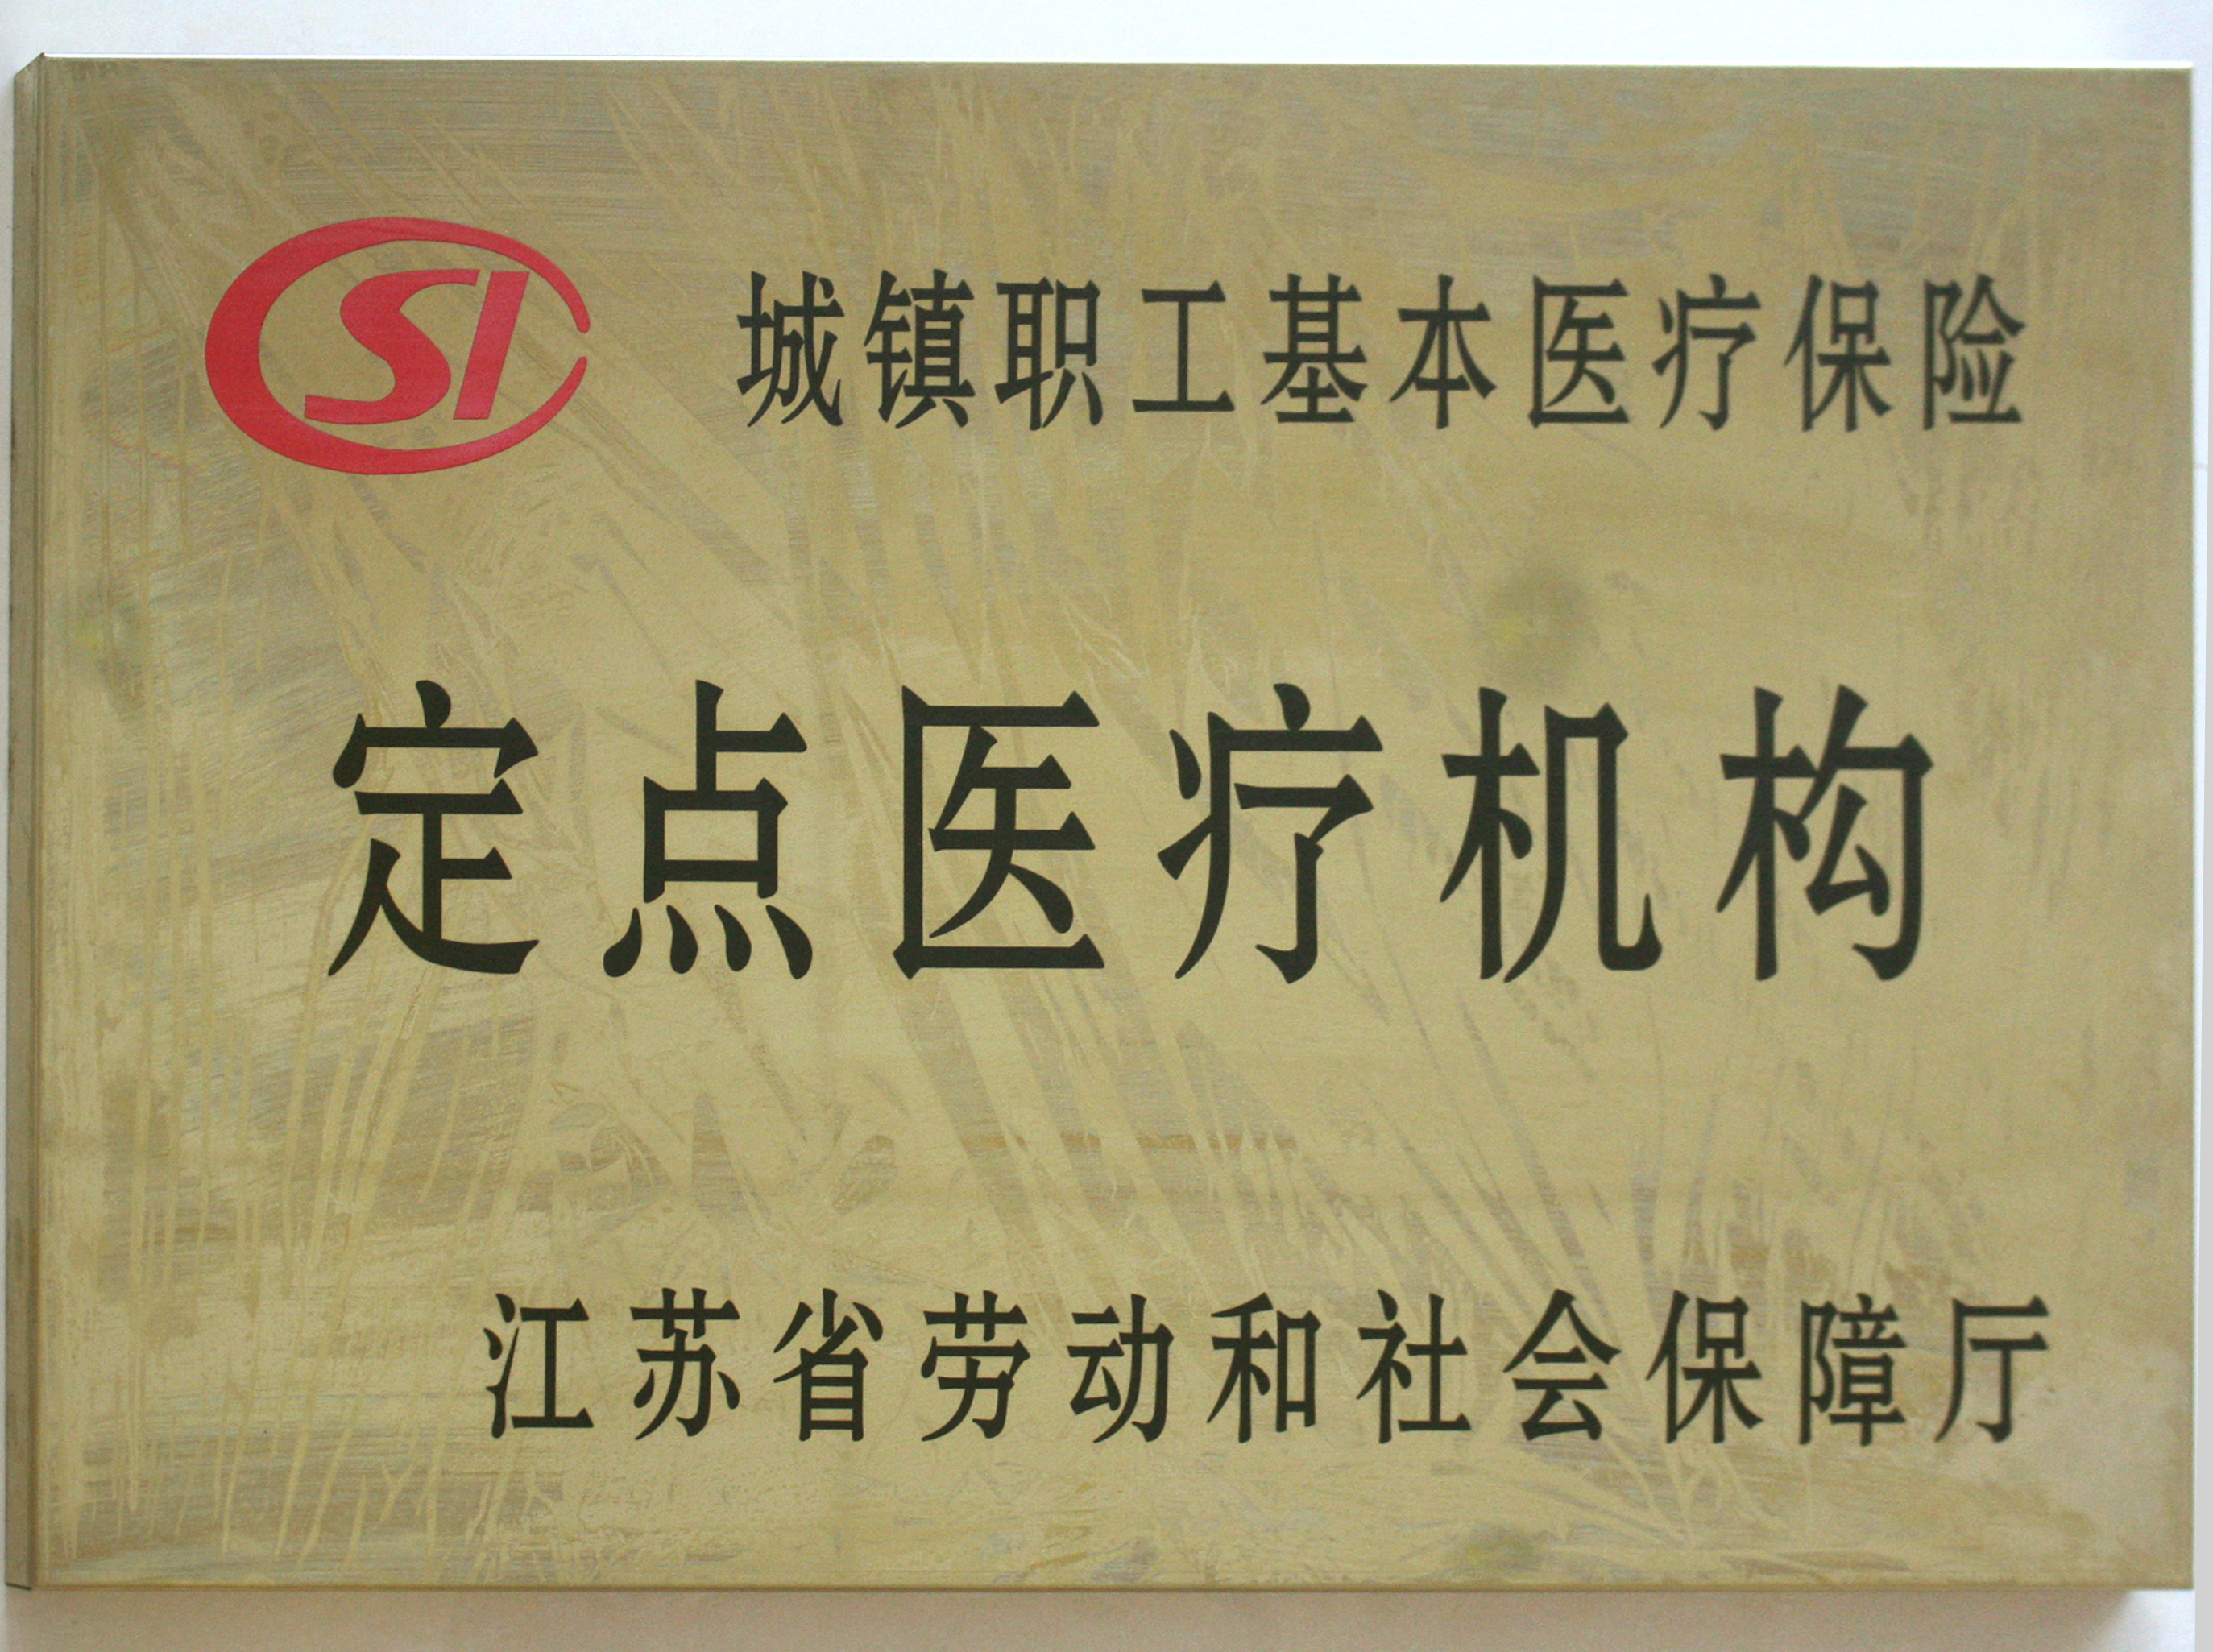 CSI
城镇职工基本医疗保险
定点医疗机构
江苏省劳动和社会保障厅